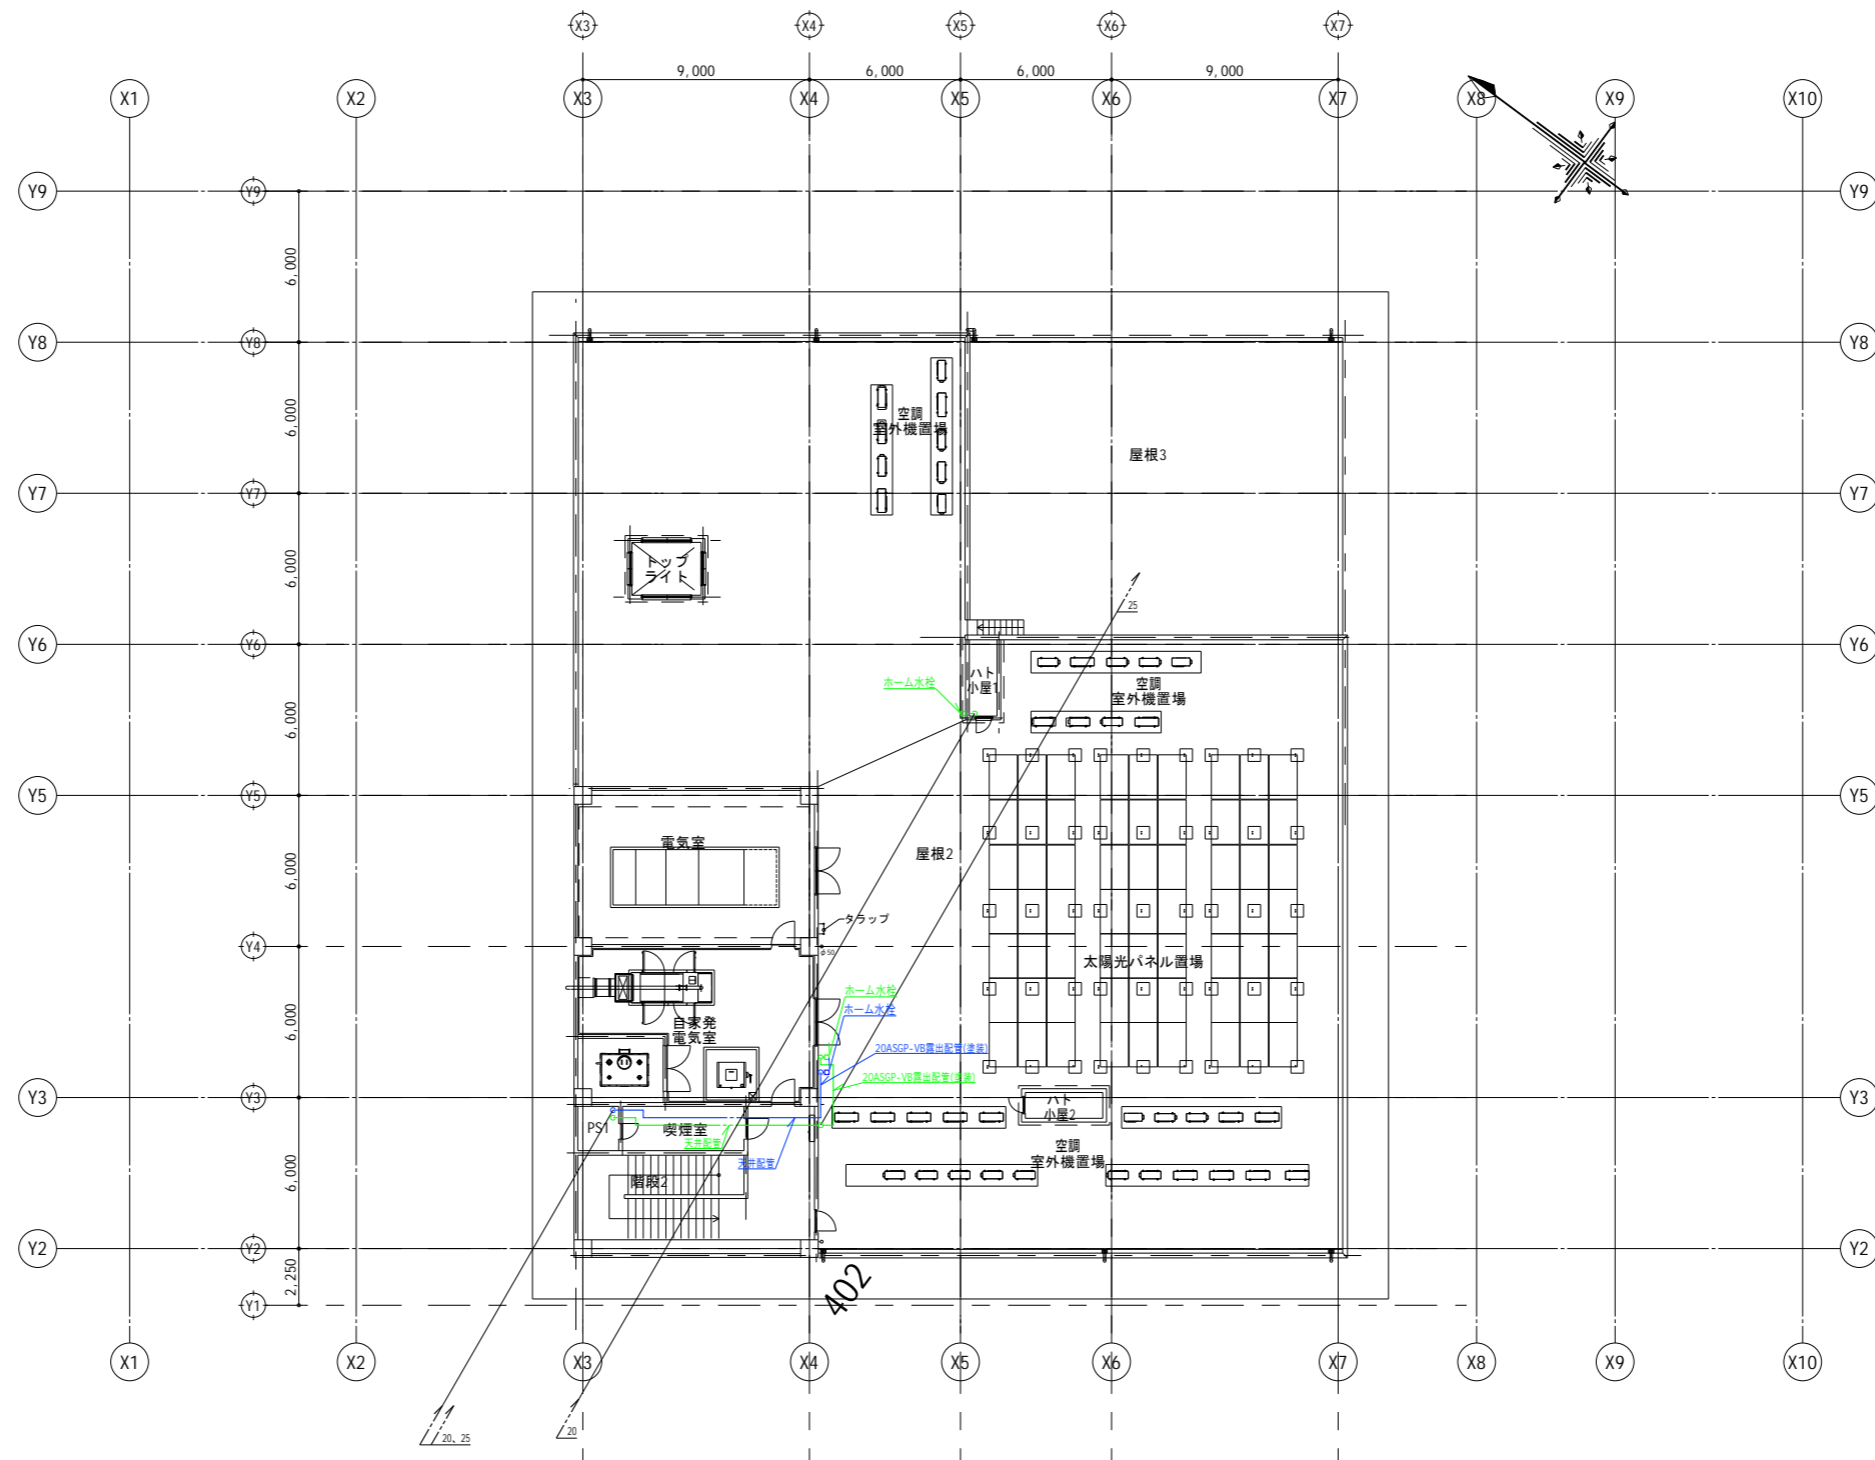 X3 X4 X5 X6 X7
9,000 6,000 6,000 9,000
X1 X2 X3 X4 X5 X6 X7 X8 X9 X10
Y9 Y9 Y9
6,000
Y8 Y8 Y8
6,000
空調
室外機置場
屋根3
Y7 Y7 Y7
6,000
トップ
ライト
25
Y6 Y6 Y6
6,000
ホーム水栓
ハト
小屋1
空調
室外機置場
Y5 Y5 Y5
6,000
電気室
屋根2
タラップ
Y4
φ50
太陽光パネル置場
6,000
ホーム水栓
ホーム水栓
自家発
電気室
20ASGP-VB露出配管(塗装)
20ASGP-VB露出配管(塗装)
Y3 Y3 Y3
ハト
小屋2
PS1
喫煙室
天井配管
天井配管
空調
室外機置場
6,000
階段2
Y2 Y2 Y2
2,250
402
Y1
X1 X2 X3 X4 X5 X6 X7 X8 X9 X10
20、25
20